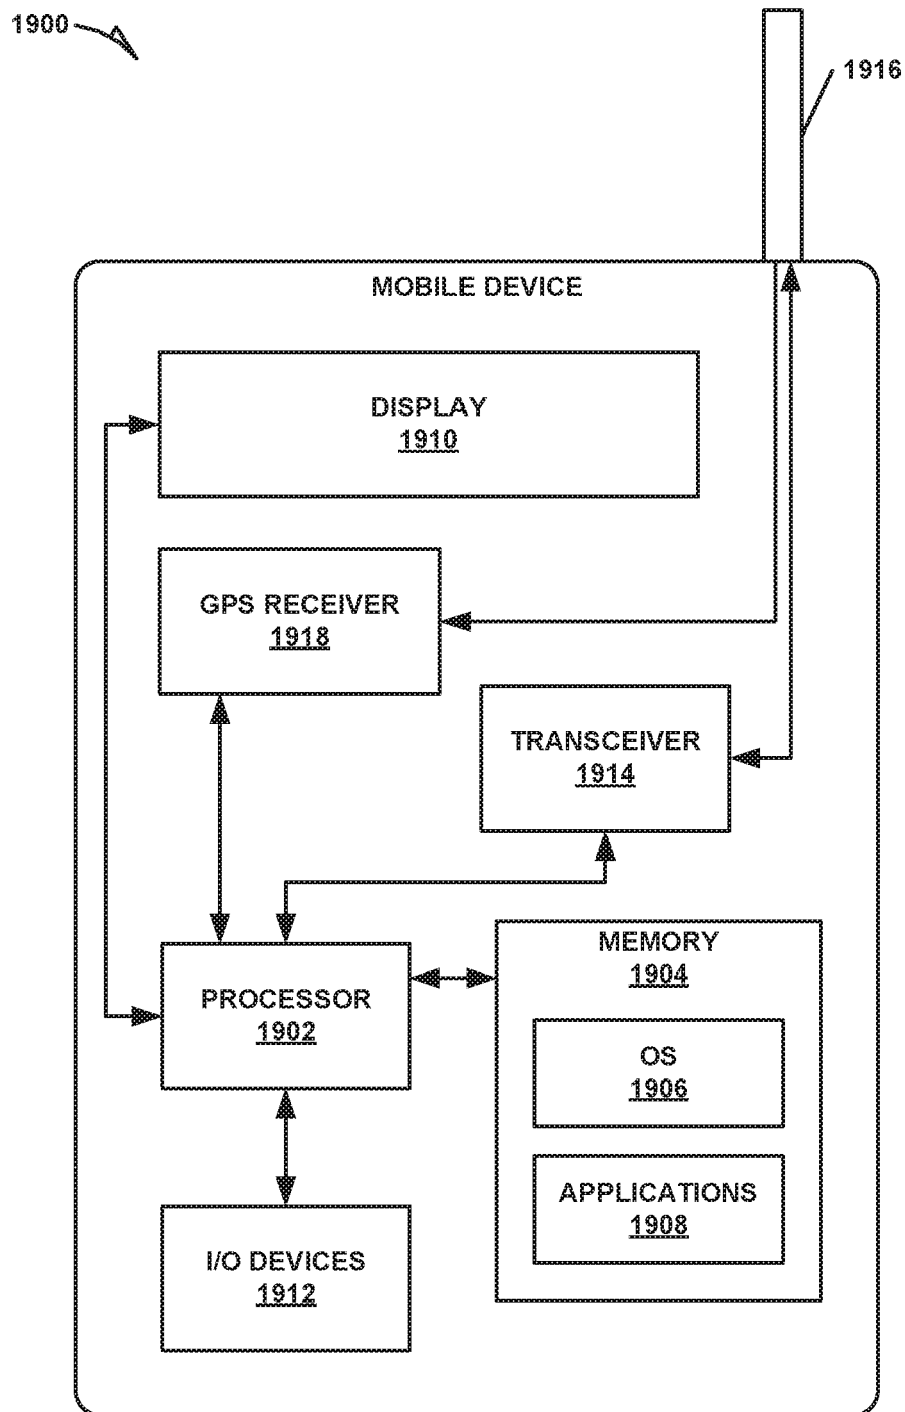 1900
1916
MOBILE DEVICE
DISPLAY
1910
GPS RECEIVER
1918
TRANSCEIVER
1914
MEMORY
1904
PROCESSOR
1902
OS
1906
APPLICATIONS
1908
I/O DEVICES
1912